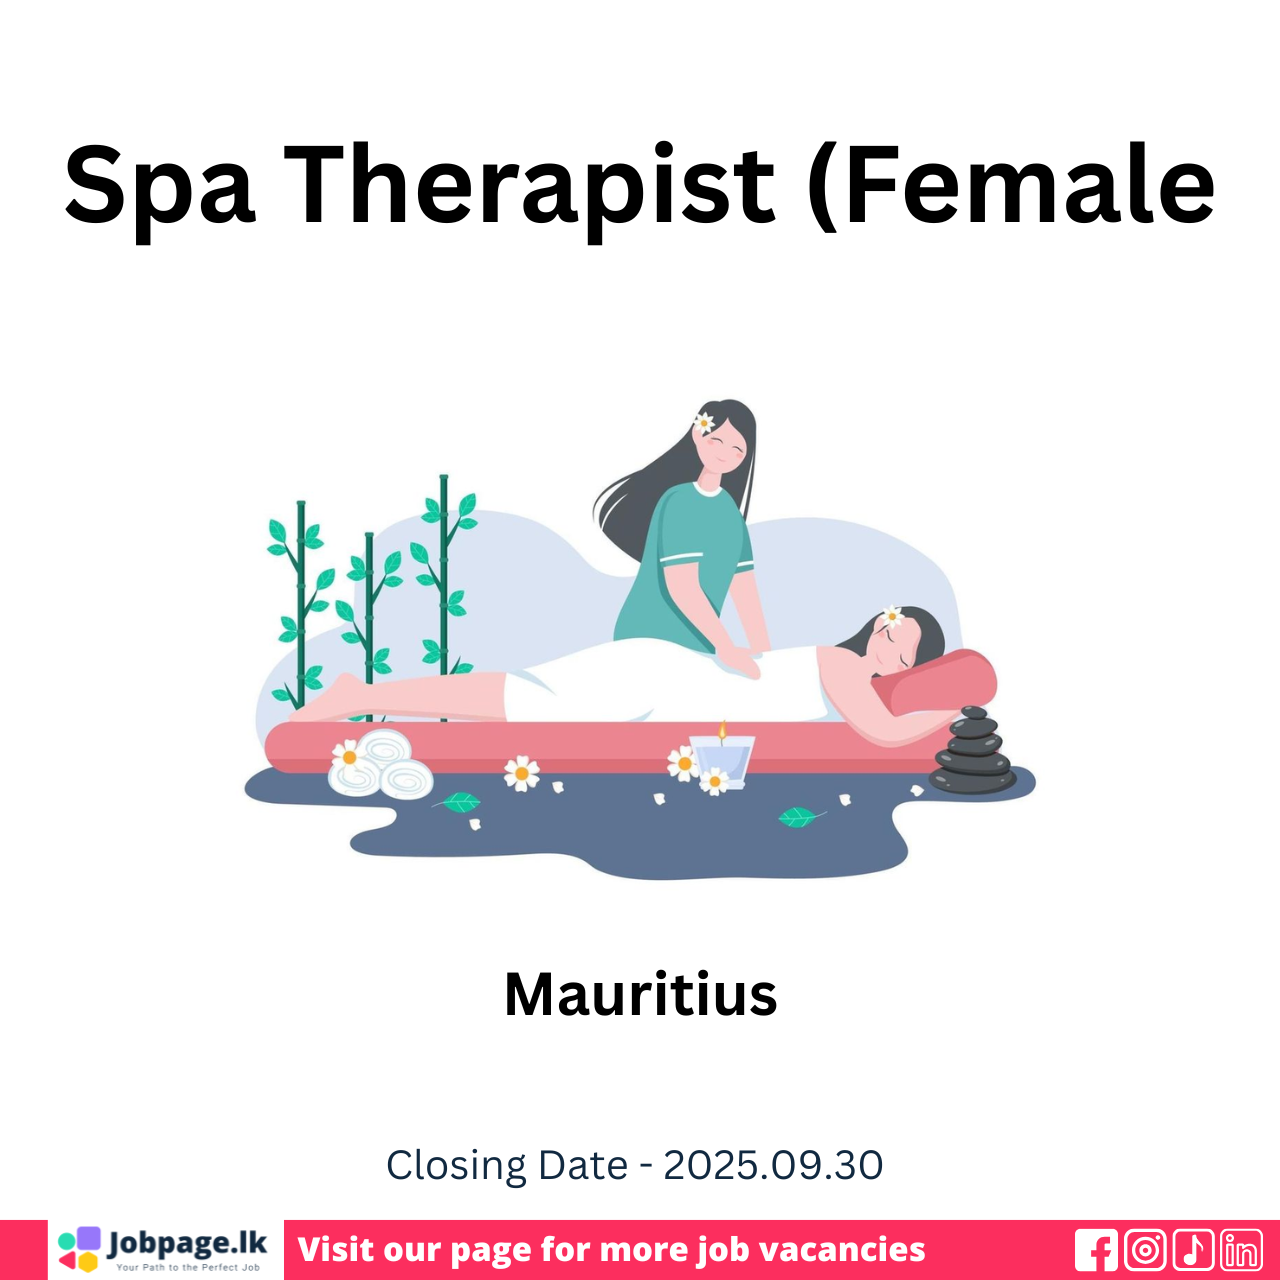 Spa Therapist (Female
Mauritius
Closing Date - 2025.09.30
Jobpage.lk
Your Path to the Perfect Job
Visit our page for more job vacancies